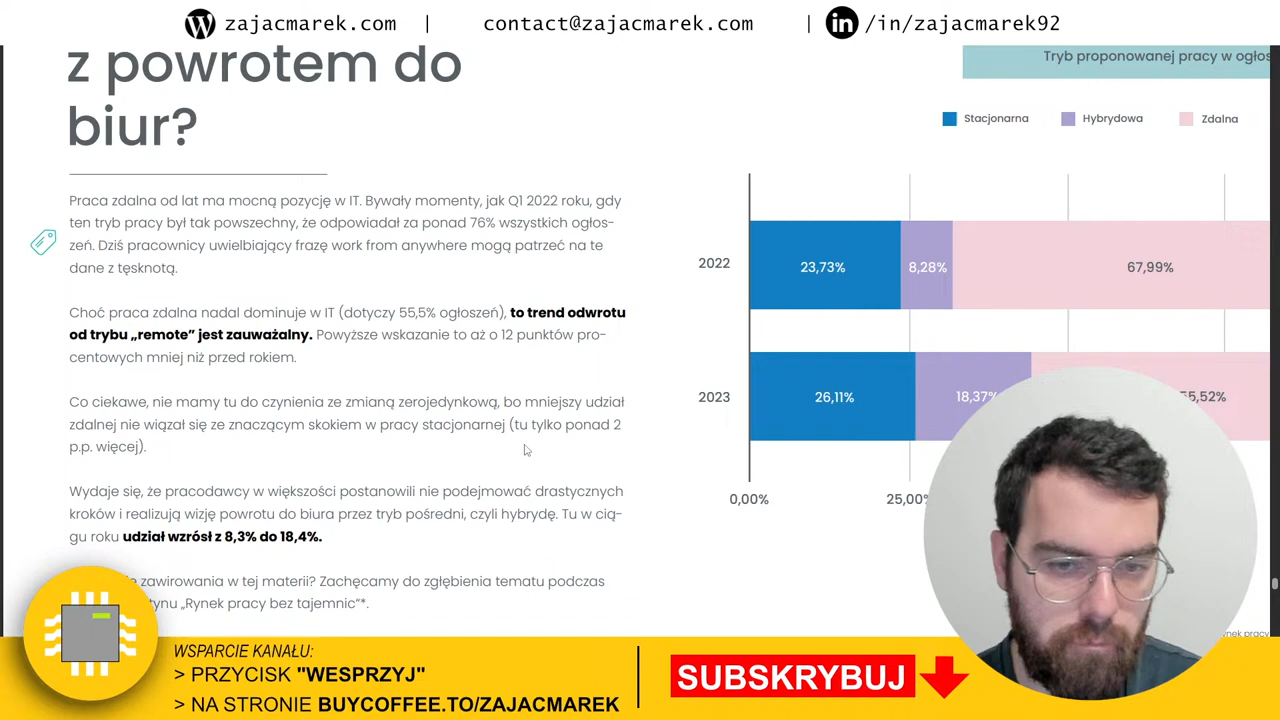 zajacmarek.com | contact@zajacmarek.com | /in/zajacmarek92
z powrotem do
biur?
Praca zdalna od lat ma mocną pozycję w IT. Bywały momenty, jak Q1 2022 roku, gdy
ten tryb pracy był tak powszechny, że odpowiadał za ponad 76% wszystkich ogłos-
zeń. Dziś pracownicy uwielbiający frazę work from anywhere mogą patrzeć na te
dane z tęsknotą.
Choć praca zdalna nadal dominuje w IT (dotyczy 55,5% ogłoszeń), to trend odwrotu
od trybu „remote” jest zauważalny. Powyższe wskazanie to aż o 12 punktów pro-
centowych mniej niż przed rokiem.
Co ciekawe, nie mamy tu do czynienia ze zmianą zerojedynkową, bo mniejszy udział
zdalnej nie wiązał się ze znaczącym skokiem w pracy stacjonarnej (tu tylko ponad 2
p.p. więcej).
Wydaje się, że pracodawcy w większości postanowili nie podejmować drastycznych
kroków i realizują wizję powrotu do biura przez tryb pośredni, czyli hybrydę. Tu w cią-
gu roku udział wzrósł z 8,3% do 18,4%.
zawirowania w tej materii? Zachęcamy do zgłębienia tematu podczas
„Rynek pracy bez tajemnic”*.
Tryb proponowanej pracy w ogłos
Stacjonarna Hybrydowa Zdalna
2022 23,73% 8,28% 67,99%
2023 26,11% 18,37% 55,52%
0,00% 25,00%
ynek pracy
WSPARCIE KANAŁU:
> PRZYCISK "WESPRZYJ"
> NA STRONIE BUYCOFFEE.TO/ZAJACMAREK
SUBSKRYBUJ